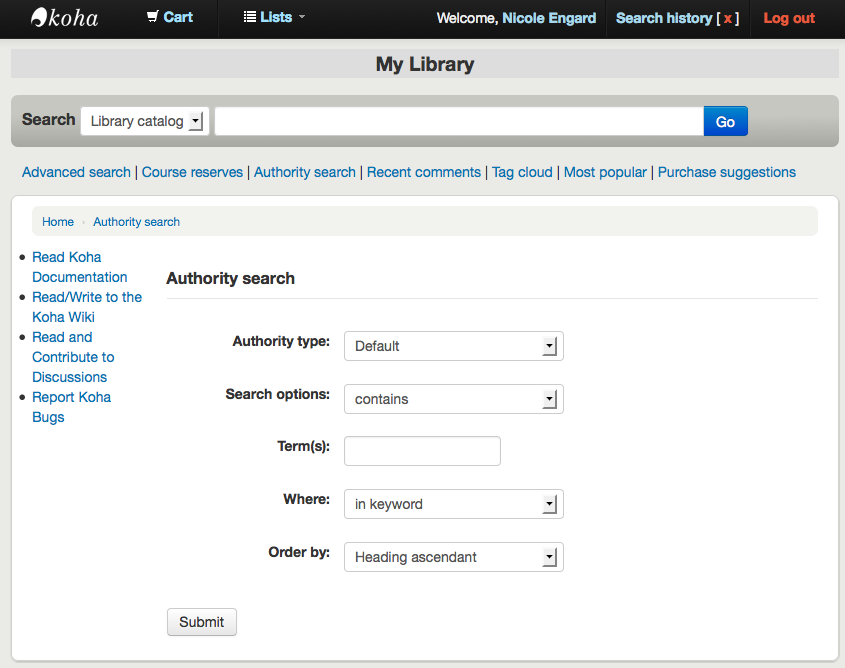 koha Cart Lists Welcome, Nicole Engard Search history [ x ] Log out
My Library
Search Library catalog Go
Advanced search | Course reserves | Authority search | Recent comments | Tag cloud | Most popular | Purchase suggestions
Home · Authority search
Read Koha
Documentation
Read/Write to the
Koha Wiki
Read and
Contribute to
Discussions
Report Koha
Bugs
Authority search
Authority type: Default
Search options: contains
Term(s):
Where: in keyword
Order by: Heading ascendant
Submit